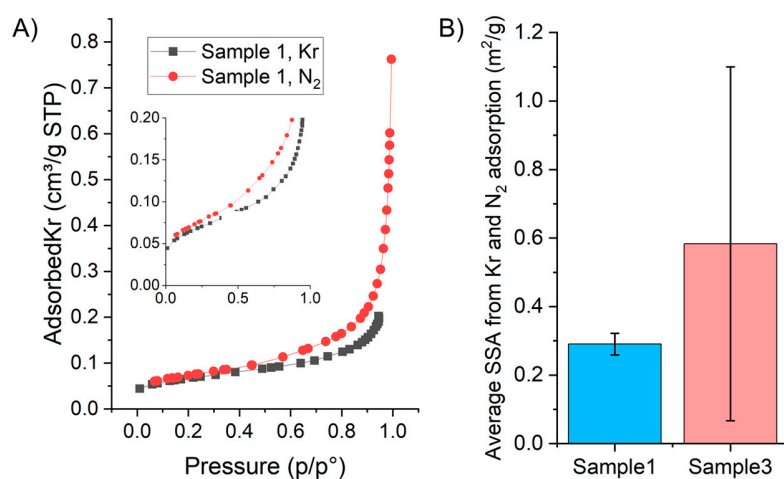 A)
Sample 1, Kr
Sample 1, N₂
AdsorbedKr (cm³/g STP)
0.8
0.7
0.6
0.5
0.4
0.3
0.2
0.1
0.0
0.20
0.15
0.10
0.05
0.00
0.0 0.5 1.0
0.0 0.2 0.4 0.6 0.8 1.0
Pressure (p/p°)
B)
Average SSA from Kr and N₂ adsorption (m²/g)
1.2
1.0
0.8
0.6
0.4
0.2
0.0
Sample1 Sample3